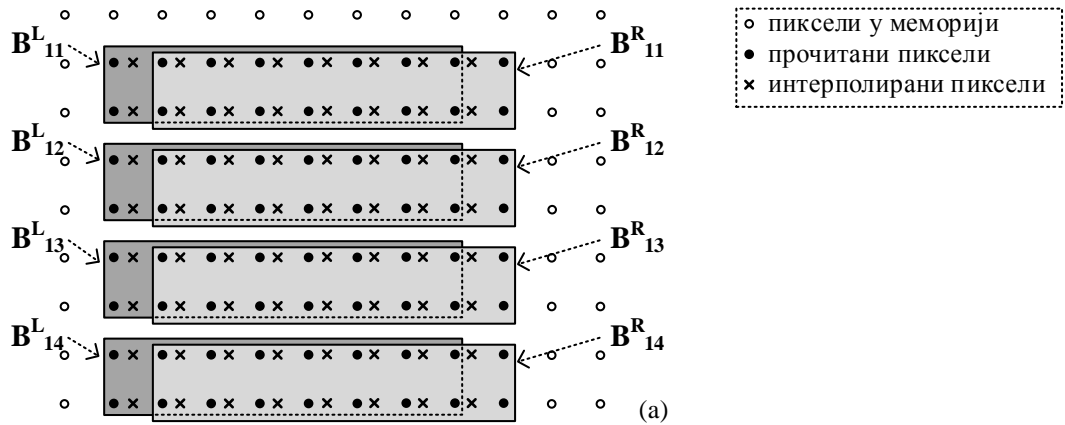 B^L_11
B^R_11
B^L_12
B^R_12
B^L_13
B^R_13
B^L_14
B^R_14
(a)
пиксели у меморији
прочитани пиксели
интерполирани пиксели